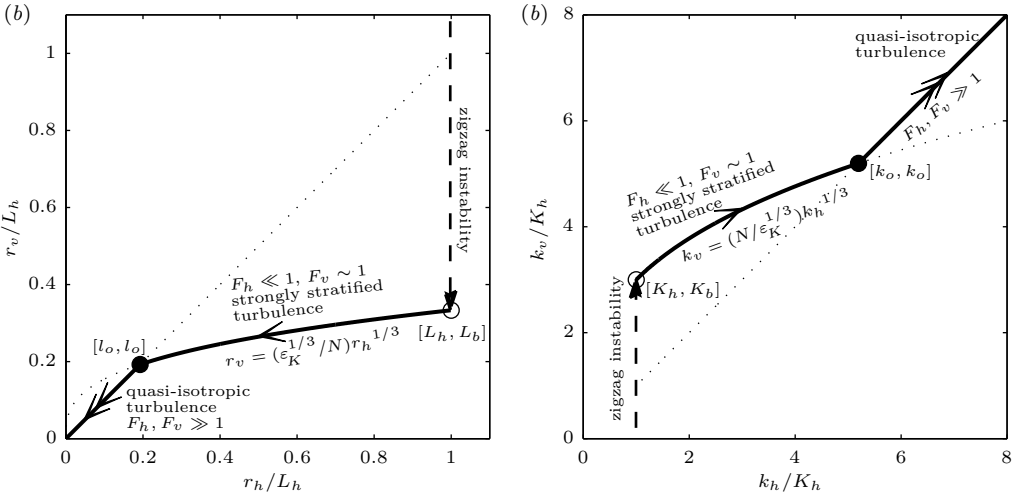 (b)
1
0.8
0.6
0.4
0.2
0
r_v/L_h
zigzag instability
F_h ≪ 1, F_v ∼ 1
strongly stratified
turbulence
r_v = (ε_K^{1/3}/N)r_h^{1/3}
[L_h, L_b]
[l_o, l_o]
quasi-isotropic
turbulence
F_h, F_v ≫ 1
0 0.2 0.4 0.6 0.8 1
r_h/L_h
(b)
8
6
4
2
0
k_v/K_h
quasi-isotropic
turbulence
F_h, F_v ≫ 1
[k_o, k_o]
F_h ≪ 1, F_v ∼ 1
strongly stratified
turbulence
k_v = (N/ε_K^{1/3})k_h^{1/3}
[K_h, K_b]
zigzag instability
0 2 4 6 8
k_h/K_h